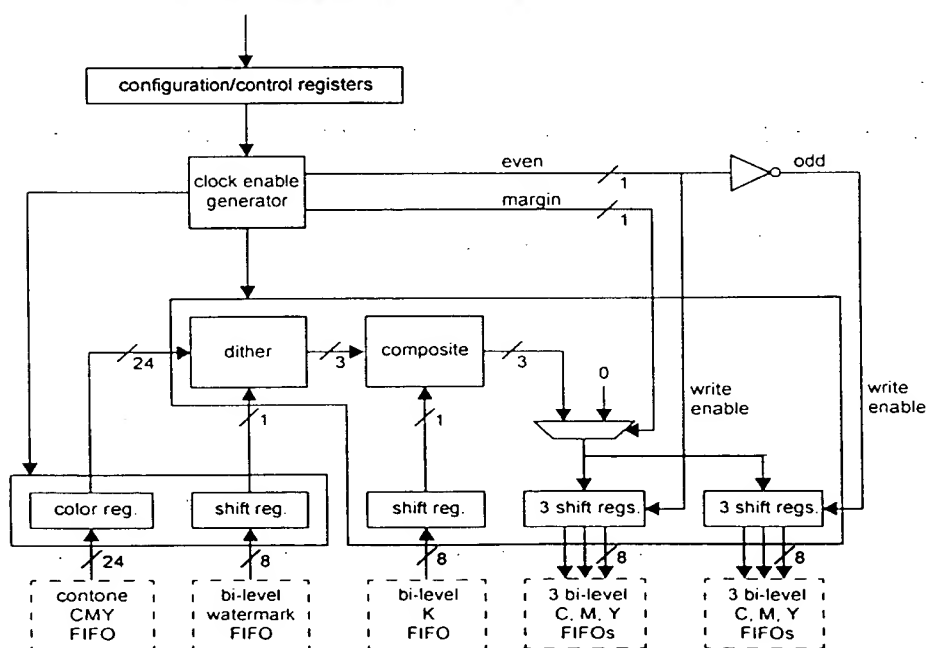 configuration/control registers
clock enable
generator
even
1
odd
margin
1
dither
composite
24
3
3
0
1
1
write
enable
write
enable
color reg.
shift reg.
shift reg.
3 shift regs.
3 shift regs.
24
8
8
8
8
contone
CMY
FIFO
bi-level
watermark
FIFO
bi-level
K
FIFO
3 bi-level
C, M, Y
FIFOs
3 bi-level
C, M, Y
FIFOs